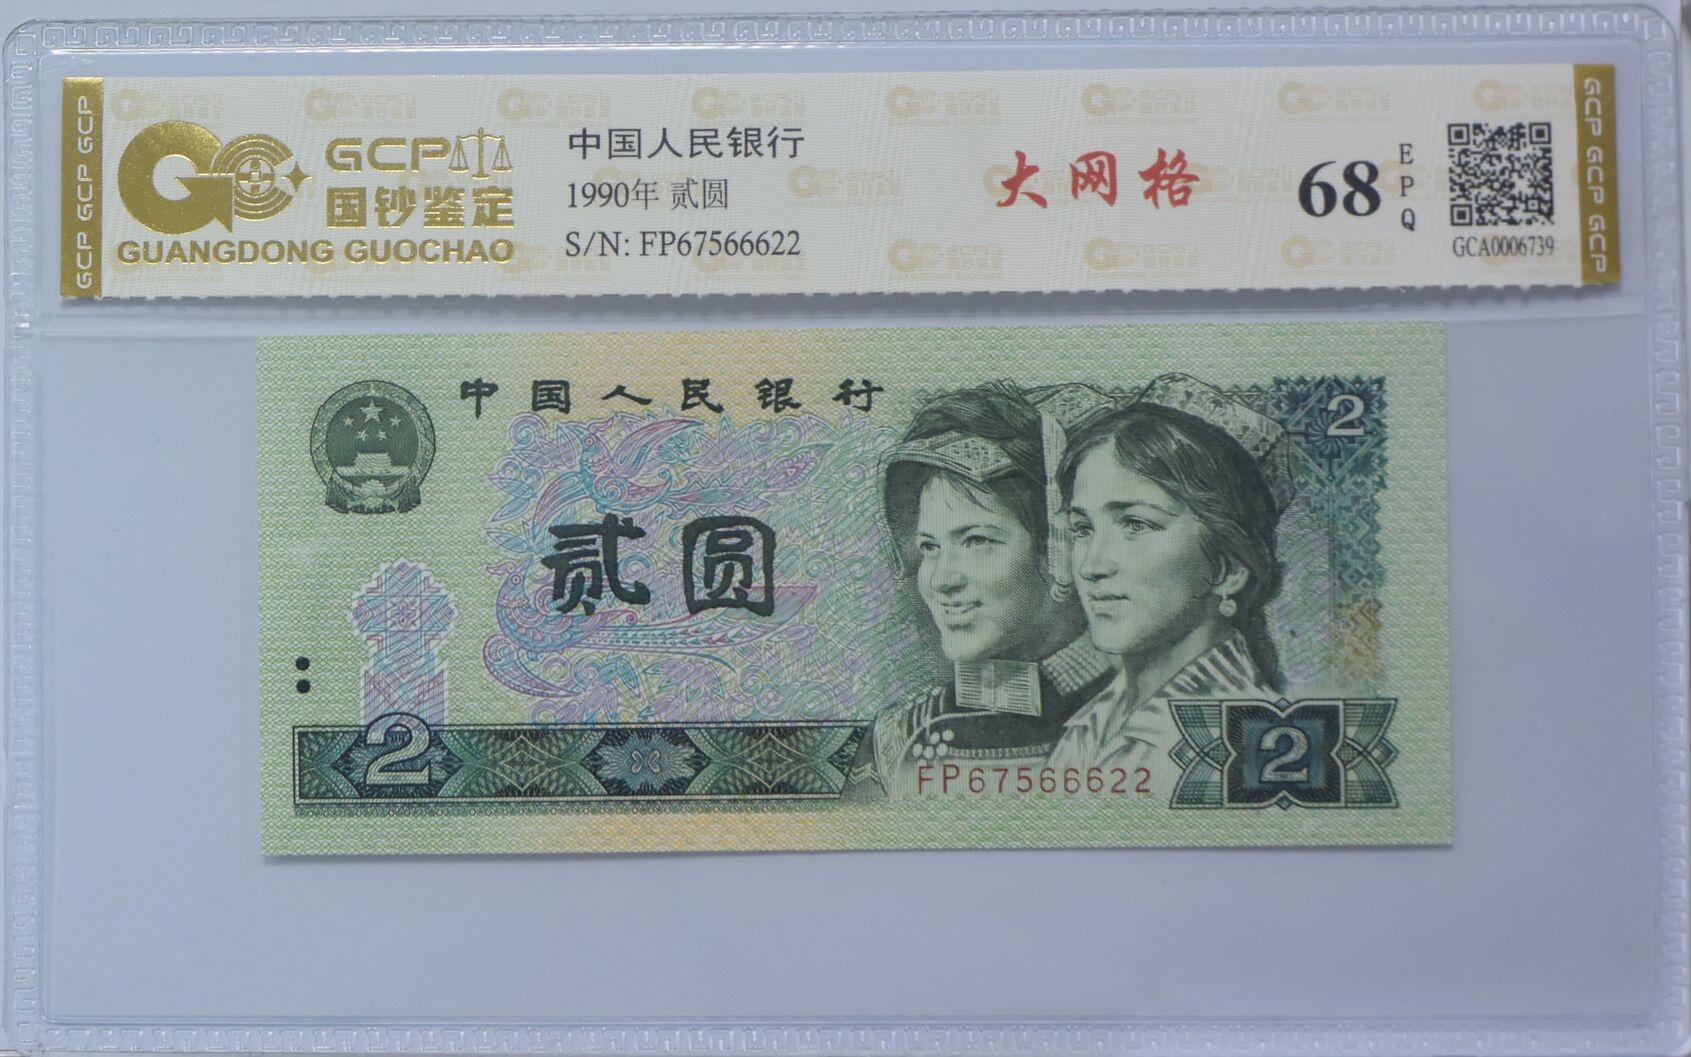 GCP GCP GCP
GCP
国钞鉴定
GUANGDONG GUOCHAO
中国人民银行
1990年 贰圆
S/N: FP67566622
大网格
68
EPQ
GCA0006739
GCP GCP GCP
中国人民银行
2
贰圆
2
FP67566622
2